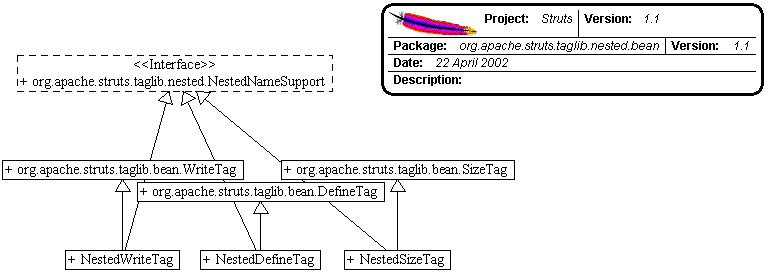 Project: Struts Version: 1.1
Package: org.apache.struts.taglib.nested.bean Version: 1.1
Date: 22 April 2002
Description:
<<Interface>>
+ org.apache.struts.taglib.nested.NestedNameSupport
+ org.apache.struts.taglib.bean.WriteTag
+ org.apache.struts.taglib.bean.SizeTag
+ org.apache.struts.taglib.bean.DefineTag
+ NestedWriteTag
+ NestedDefineTag
+ NestedSizeTag